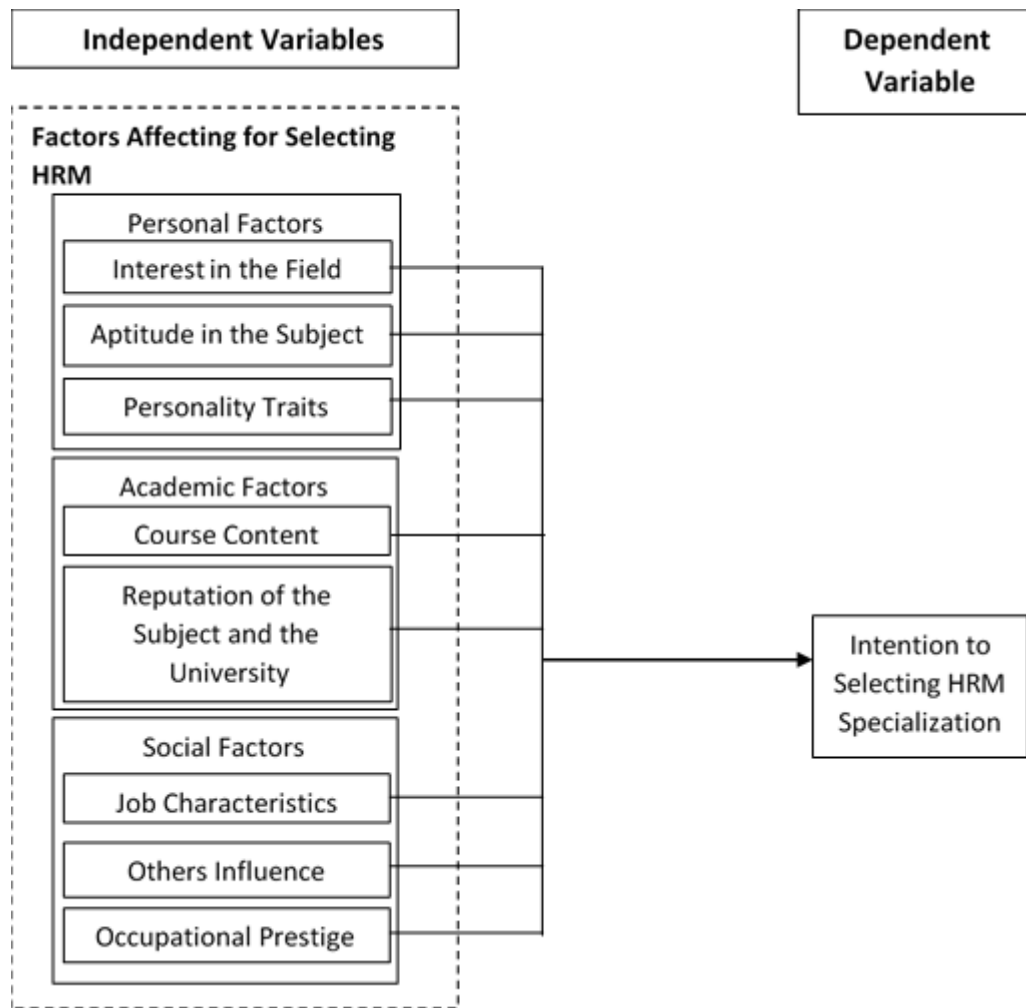 Independent Variables
Dependent
Variable
Factors Affecting for Selecting
HRM
Personal Factors
Interest in the Field
Aptitude in the Subject
Personality Traits
Academic Factors
Course Content
Reputation of the
Subject and the
University
Social Factors
Job Characteristics
Others Influence
Occupational Prestige
Intention to
Selecting HRM
Specialization